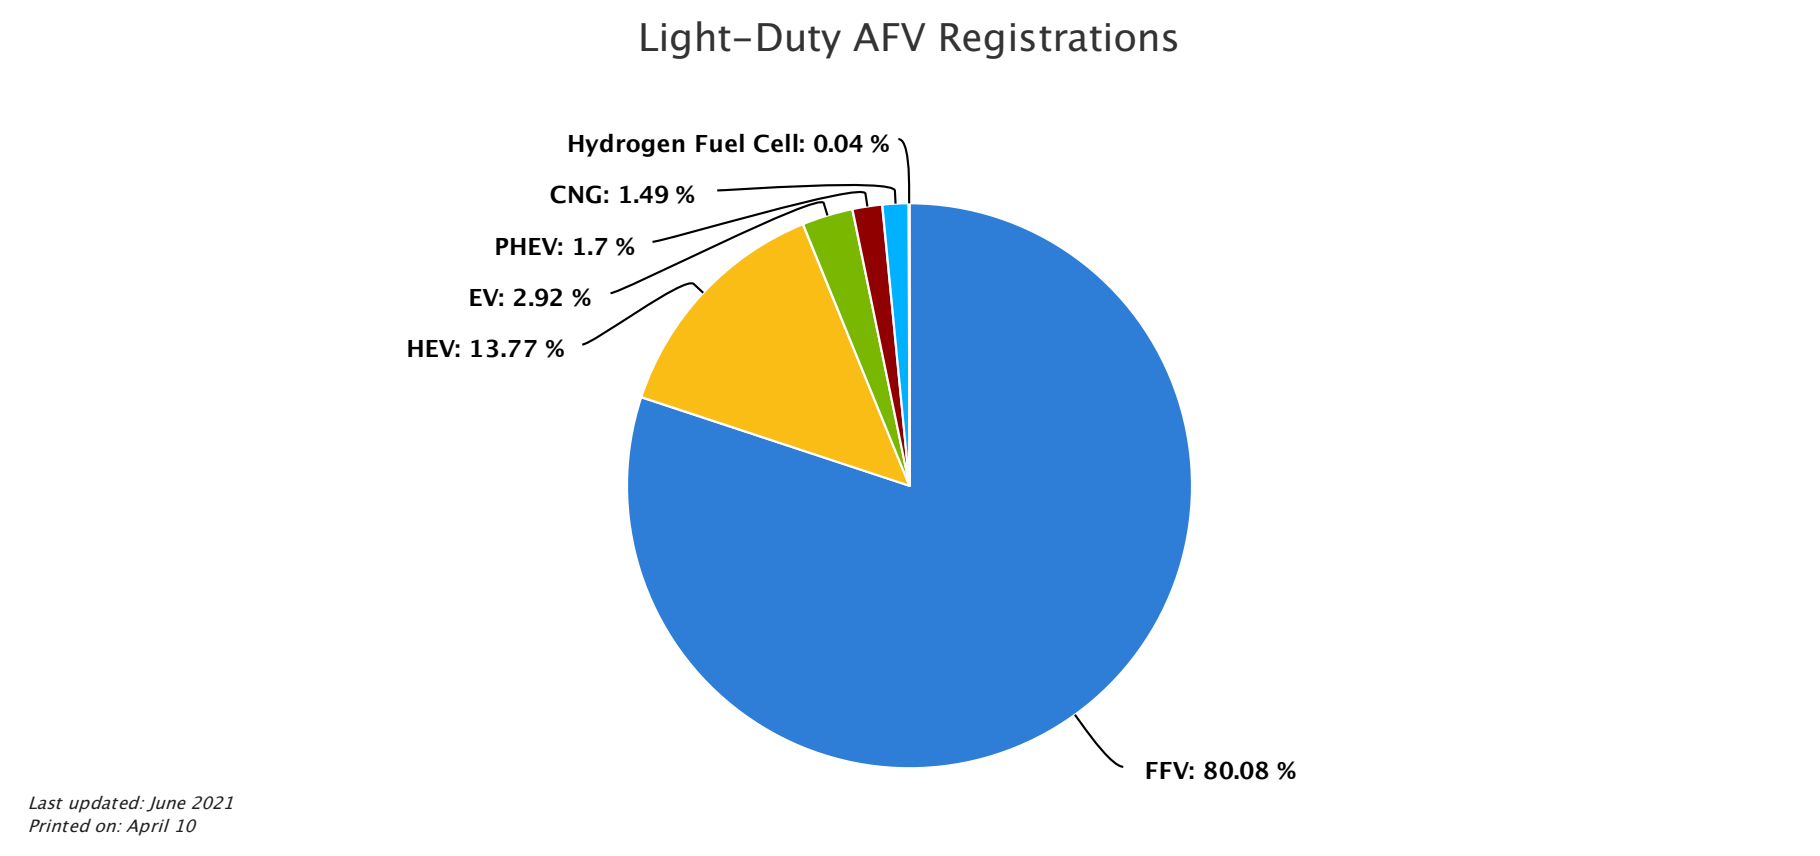 Light-Duty AFV Registrations
Hydrogen Fuel Cell: 0.04 %
CNG: 1.49 %
PHEV: 1.7 %
EV: 2.92 %
HEV: 13.77 %
FFV: 80.08 %
Last updated: June 2021
Printed on: April 10